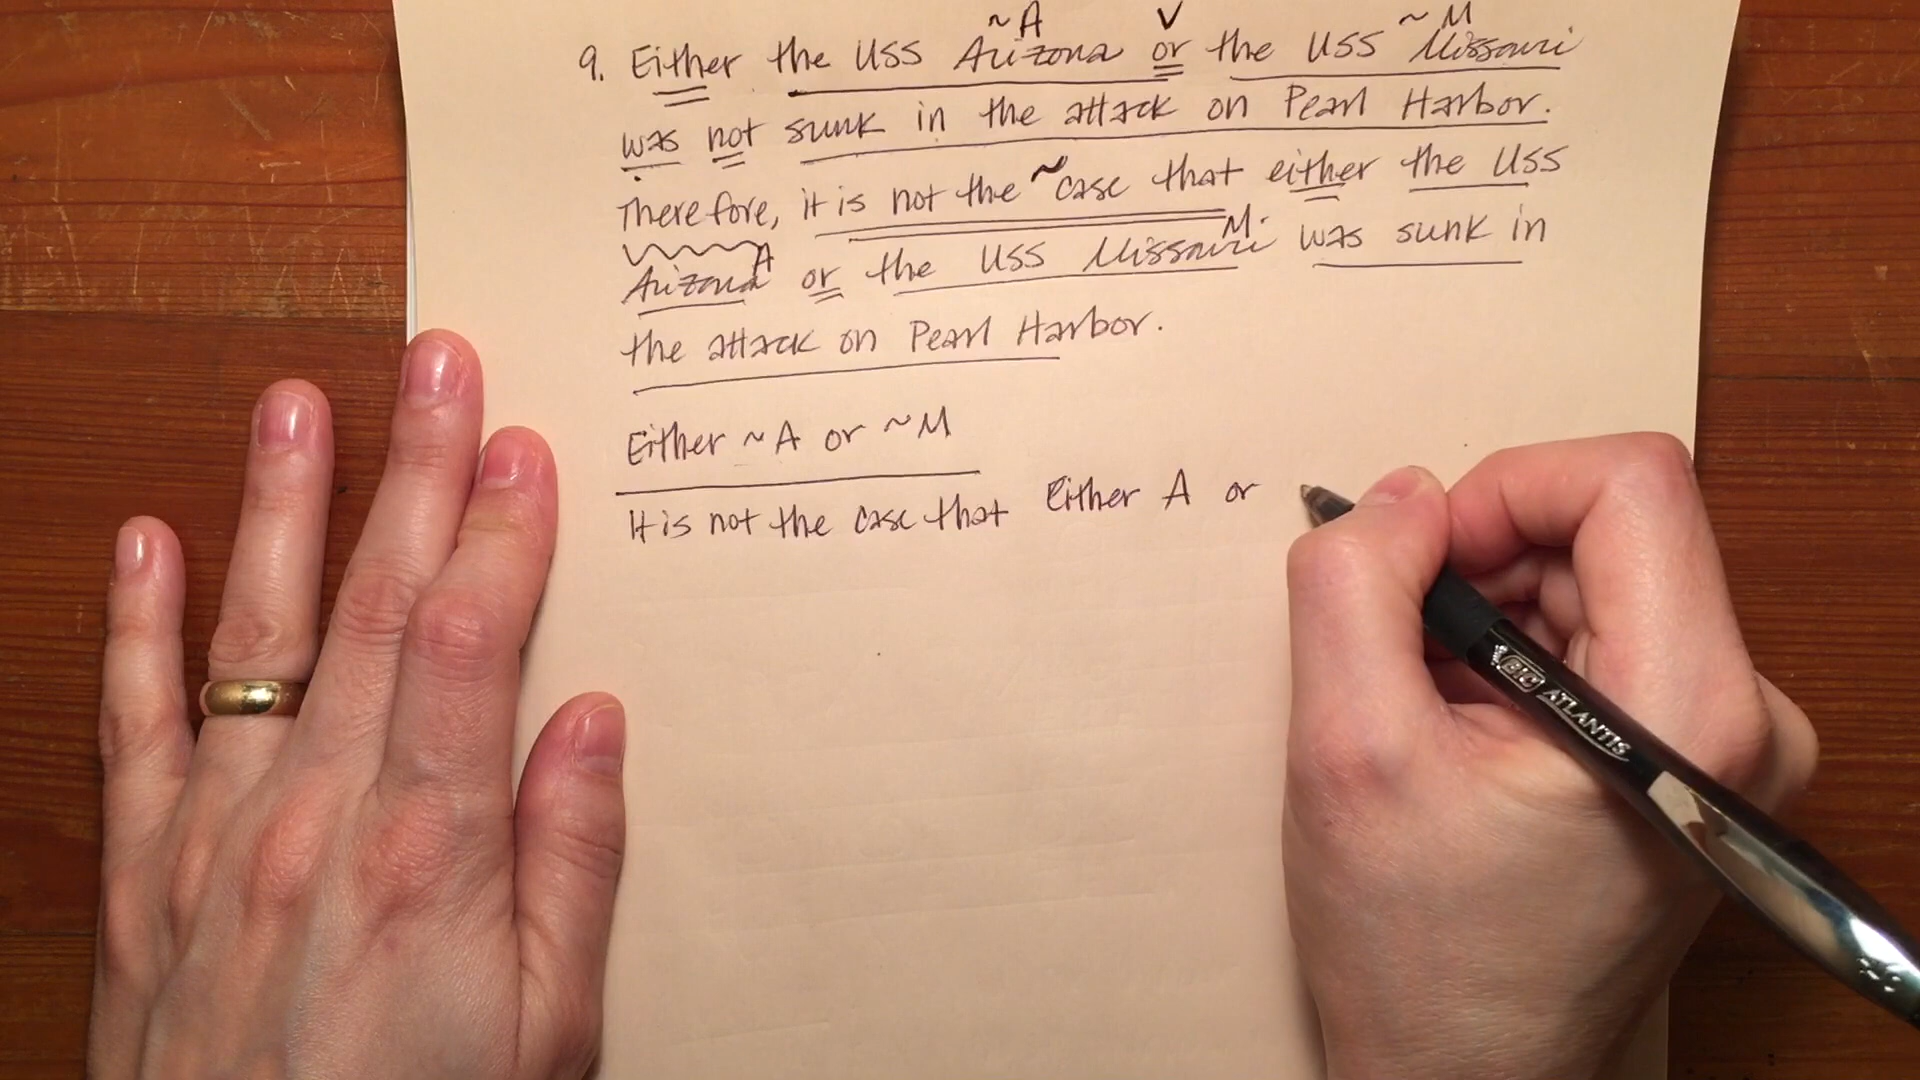 ~A V ~M
9. Either the USS Arizona or the USS Missouri
was not sunk in the attack on Pearl Harbor.
Therefore, it is not the ~ case that either the USS
A M.
Arizona or the USS Missouri was sunk in
the attack on Pearl Harbor.
Either ~A or ~M
It is not the case that Either A or
BIC ATLANTIS